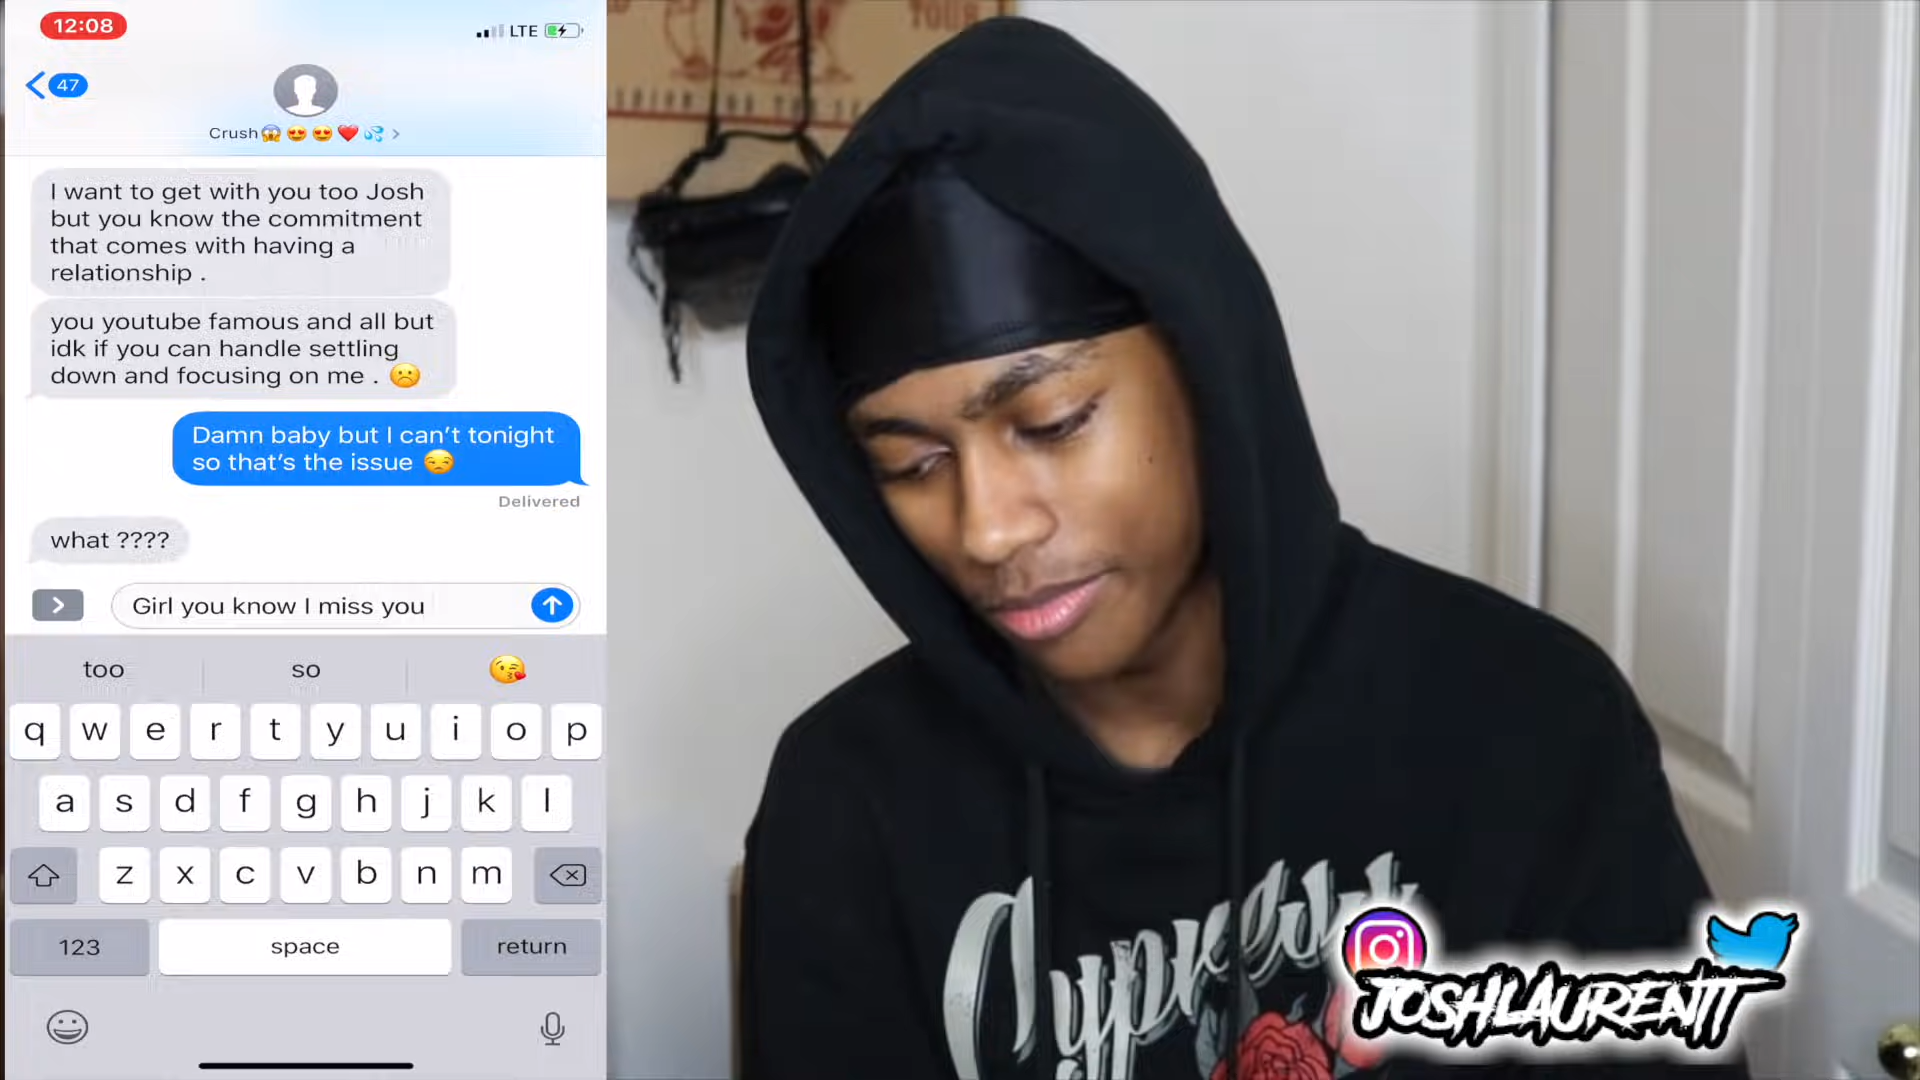 12:08
LTE
47
Crush😱😍😍❤️💦 >
I want to get with you too Josh
but you know the commitment
that comes with having a
relationship .
you youtube famous and all but
idk if you can handle settling
down and focusing on me . ☹️
Damn baby but I can't tonight
so that's the issue 😒
Delivered
what ????
Girl you know I miss you
too so 😘
q w e r t y u i o p
a s d f g h j k l
z x c v b n m
123 space return
TOUR
Cypress
JOSHLAURENTT